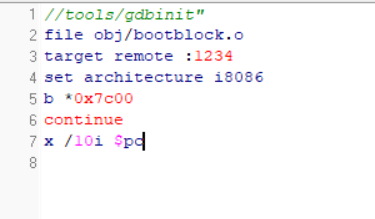 1 //tools/gdbinit"
2 file obj/bootblock.o
3 target remote :1234
4 set architecture i8086
5 b *0x7c00
6 continue
7 x /10i $pc
8